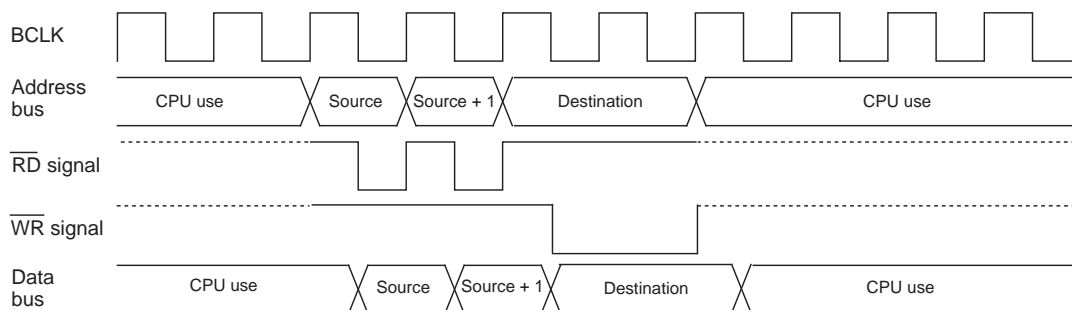 BCLK
Address bus
CPU use Source Source + 1 Destination CPU use
RD signal
WR signal
Data bus
CPU use Source Source + 1 Destination CPU use